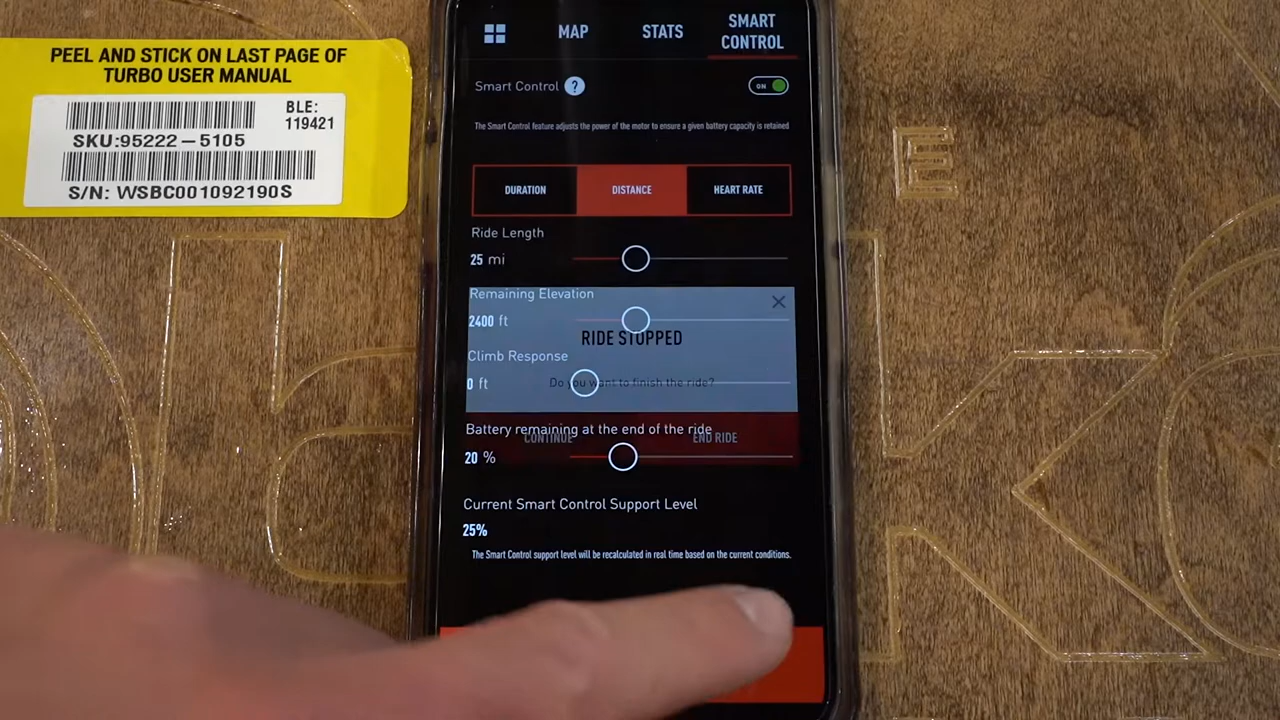 PEEL AND STICK ON LAST PAGE OF
TURBO USER MANUAL
BLE:
119421
SKU:95222-5105
S/N: WSBC001092190S
MAP
STATS
SMART
CONTROL
Smart Control ?
ON
The Smart Control feature adjusts the power of the motor to ensure a given battery capacity is retained
DURATION
DISTANCE
HEART RATE
Ride Length
25 mi
Remaining Elevation
2400 ft
RIDE STOPPED
Climb Response
0 ft
Do you want to finish the ride?
Battery remaining at the end of the ride
CONTINUE
END RIDE
20 %
Current Smart Control Support Level
25%
The Smart Control support level will be recalculated in real time based on the current conditions.
E